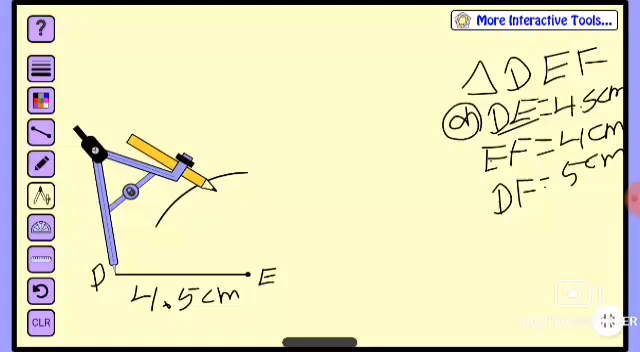 ?
More Interactive Tools...
△DEF
DE=4.5cm
EF=4cm
DF=5cm
D
E
4.5cm
CLR